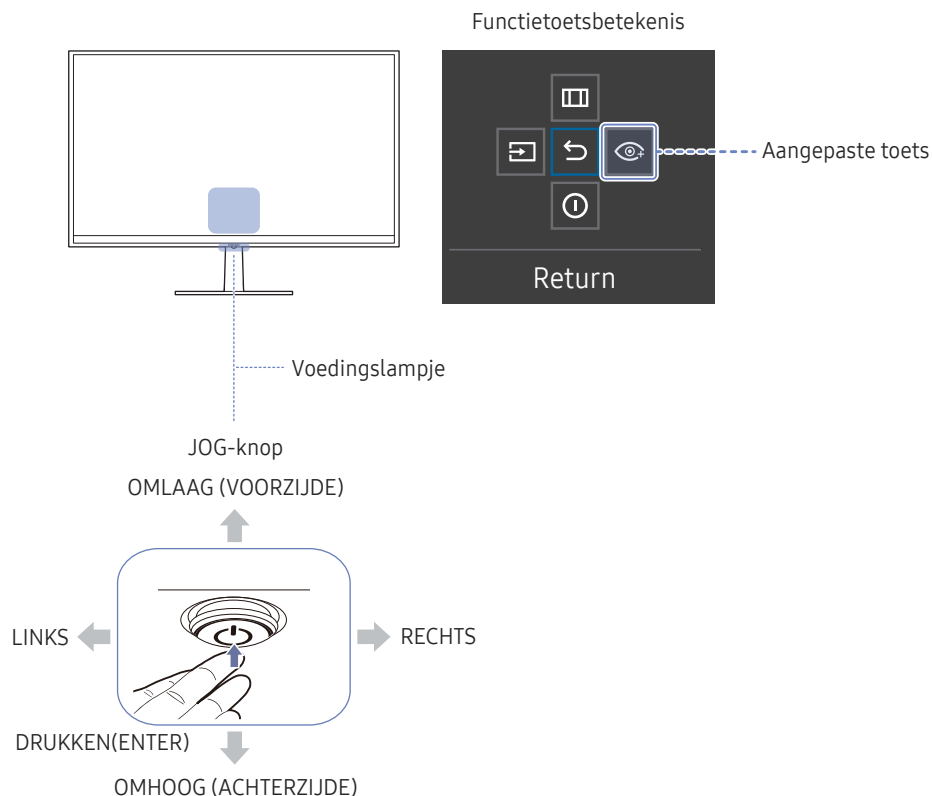 Functietoetsbetekenis
Aangepaste toets
Return
Voedingslampje
JOG-knop
OMLAAG (VOORZIJDE)
LINKS
RECHTS
DRUKKEN(ENTER)
OMHOOG (ACHTERZIJDE)